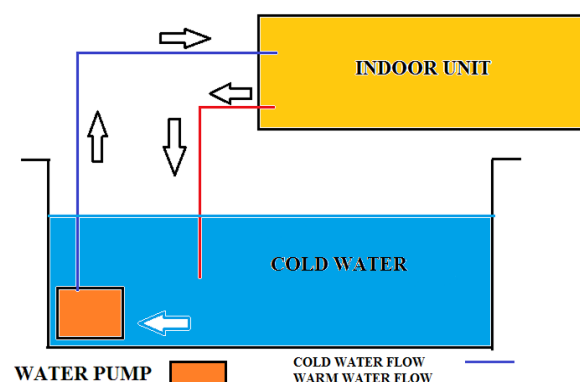 INDOOR UNIT
COLD WATER
WATER PUMP
COLD WATER FLOW
WARM WATER FLOW